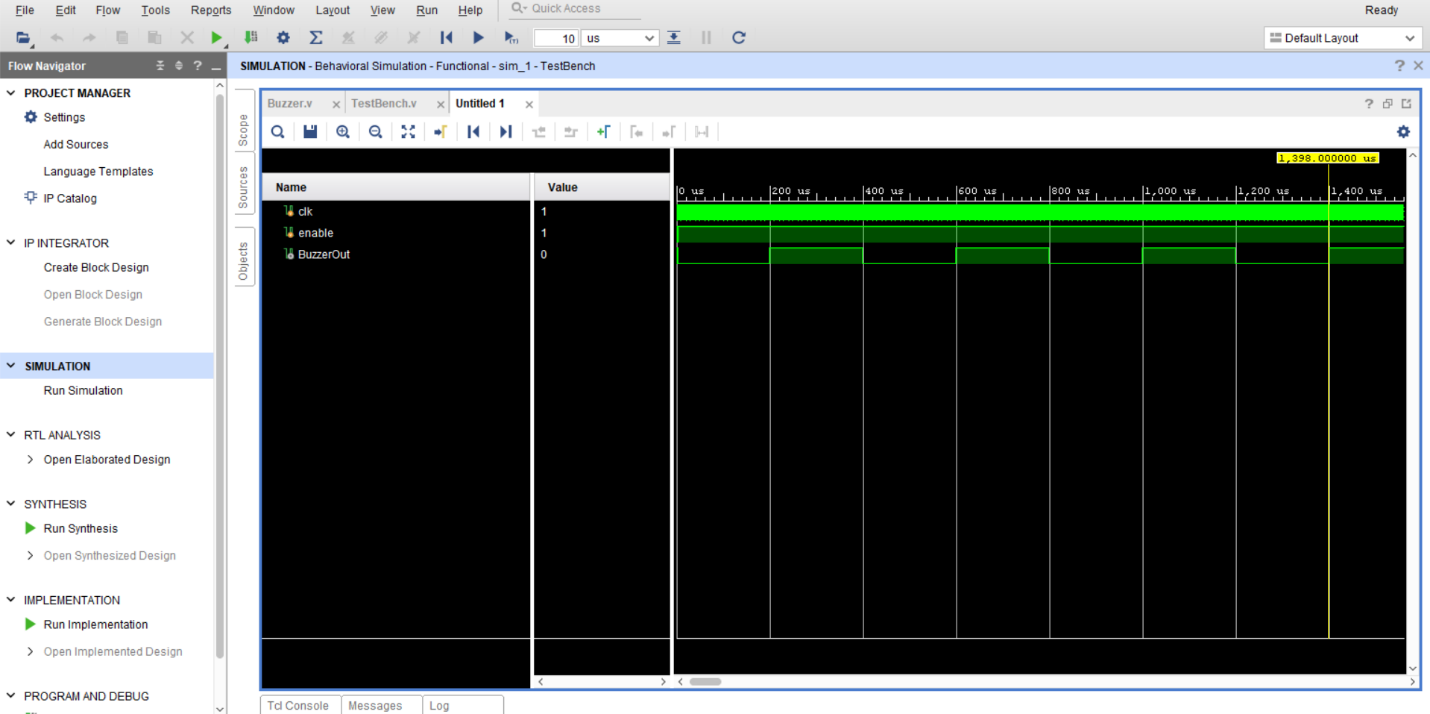 File Edit Flow Tools Reports Window Layout View Run Help Quick Access Ready
10 us Default Layout
Flow Navigator ? SIMULATION - Behavioral Simulation - Functional - sim_1 - TestBench ?
PROJECT MANAGER
Settings
Add Sources
Language Templates
IP Catalog
IP INTEGRATOR
Create Block Design
Open Block Design
Generate Block Design
SIMULATION
Run Simulation
RTL ANALYSIS
Open Elaborated Design
SYNTHESIS
Run Synthesis
Open Synthesized Design
IMPLEMENTATION
Run Implementation
Open Implemented Design
PROGRAM AND DEBUG
Scope
Sources
Objects
Buzzer.v TestBench.v Untitled 1 ?
1,398.000000 us
Name Value
0 us 200 us 400 us 600 us 800 us 1,000 us 1,200 us 1,400 us
clk 1
enable 1
BuzzerOut 0
Tcl Console Messages Log